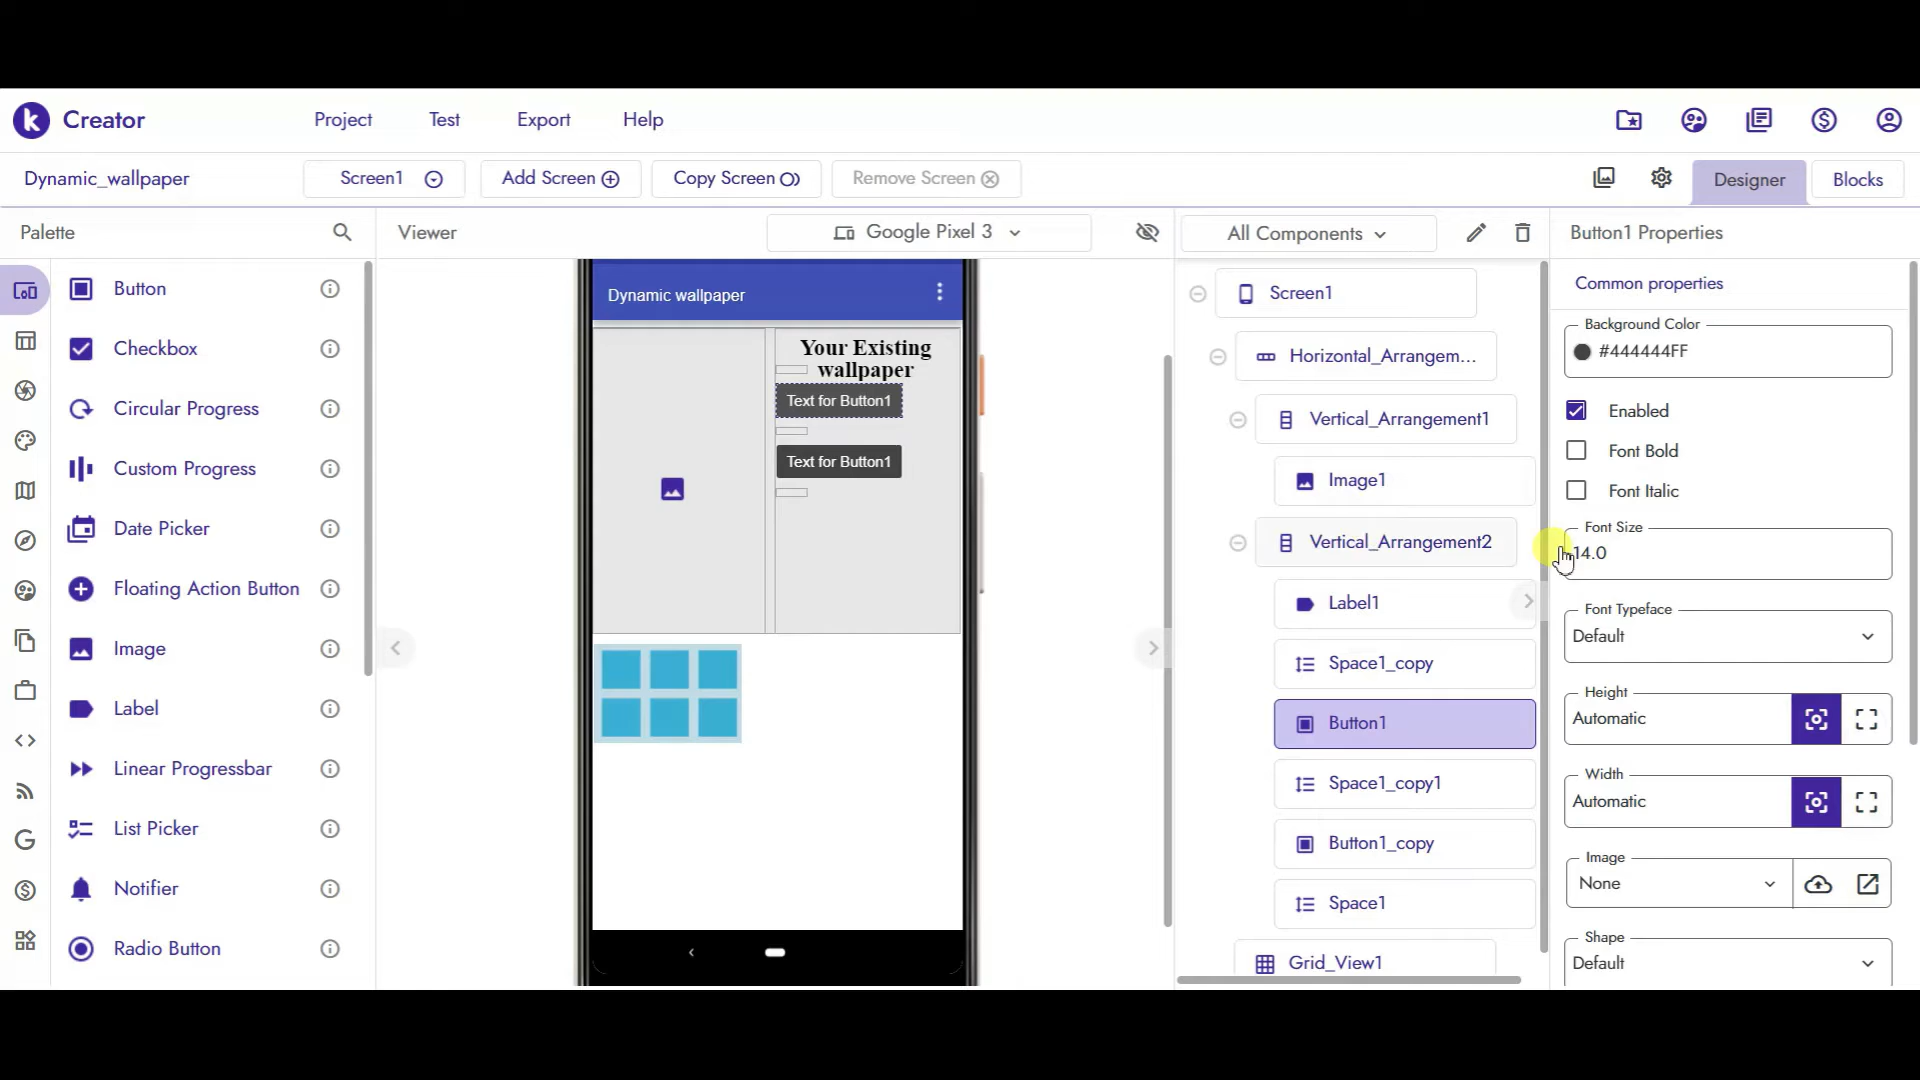 k Creator
Project Test Export Help
Dynamic_wallpaper
Screen1
Add Screen
Copy Screen
Remove Screen
Designer
Blocks
Palette
Button
Checkbox
Circular Progress
Custom Progress
Date Picker
Floating Action Button
Image
Label
Linear Progressbar
List Picker
Notifier
Radio Button
Viewer
Google Pixel 3
Dynamic wallpaper
Your Existing
wallpaper
Text for Button1
Text for Button1
All Components
Screen1
Horizontal_Arrangem...
Vertical_Arrangement1
Image1
Vertical_Arrangement2
Label1
Space1_copy
Button1
Space1_copy1
Button1_copy
Space1
Grid_View1
Button1 Properties
Common properties
Background Color
#444444FF
Enabled
Font Bold
Font Italic
Font Size
14.0
Font Typeface
Default
Height
Automatic
Width
Automatic
Image
None
Shape
Default